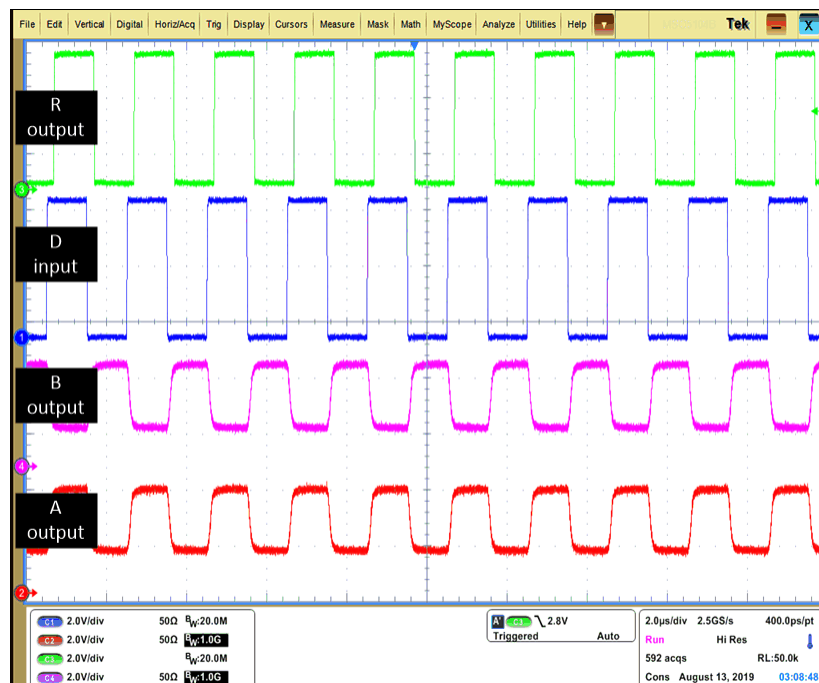 File Edit Vertical Digital Horiz/Acq Trig Display Cursors Measure Mask Math MyScope Analyze Utilities Help Tek X
R
output
3
D
input
1
B
output
4
A
output
2
C1 2.0V/div 50Ω BW:20.0M
C2 2.0V/div 50Ω BW:1.0G
C3 2.0V/div BW:20.0M
C4 2.0V/div 50Ω BW:1.0G
A' C3 2.8V
Triggered Auto
2.0µs/div 2.5GS/s 400.0ps/pt
Run Hi Res
592 acqs RL:50.0k
Cons August 13, 2019 03:08:48